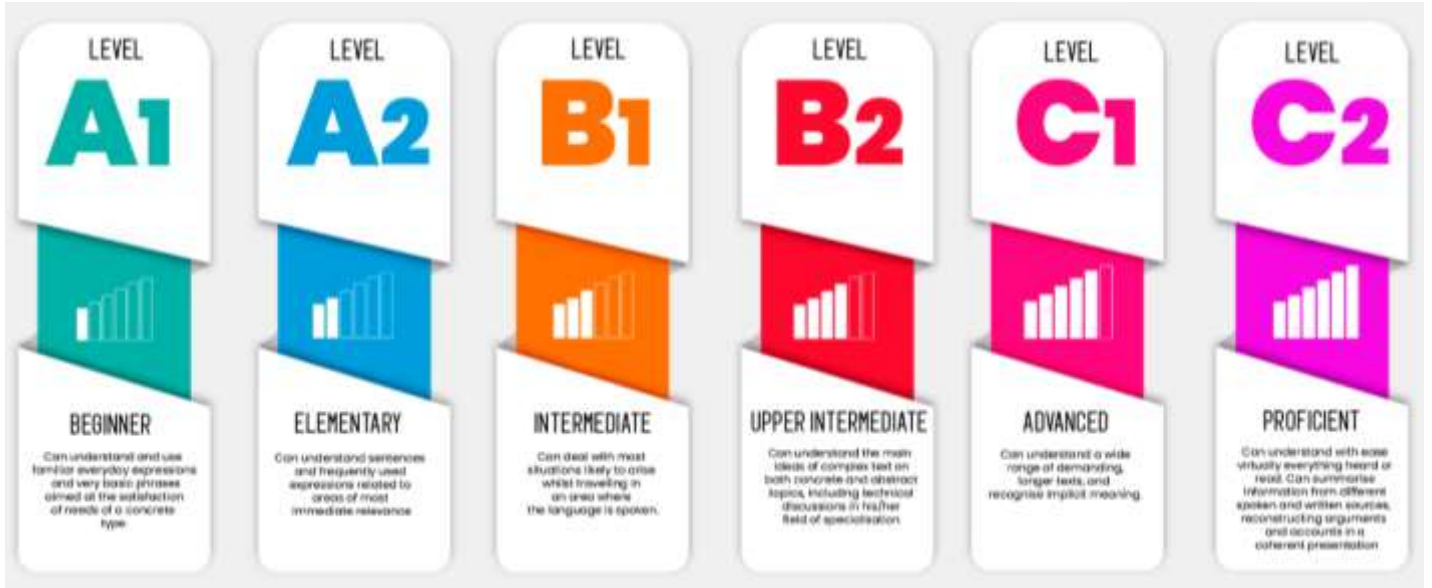 LEVEL
A1
BEGINNER
Can understand and use
familiar everyday expressions
and very basic phrases
aimed at the satisfaction
of needs of a concrete
type
LEVEL
A2
ELEMENTARY
Can understand sentences
and frequently used
expressions related to
areas of most
immediate relevance
LEVEL
B1
INTERMEDIATE
Can deal with most
situations likely to arise
whilst travelling in
an area where
the language is spoken.
LEVEL
B2
UPPER INTERMEDIATE
Can understand the main
ideas of complex text on
both concrete and abstract
topics, including technical
discussions in his/her
field of specialisation
LEVEL
C1
ADVANCED
Can understand a wide
range of demanding,
longer texts, and
recognise implicit meaning
LEVEL
C2
PROFICIENT
Can understand with ease
virtually everything heard or
read. Can summarise
information from different
spoken and written sources,
reconstructing arguments
and accounts in a
coherent presentation